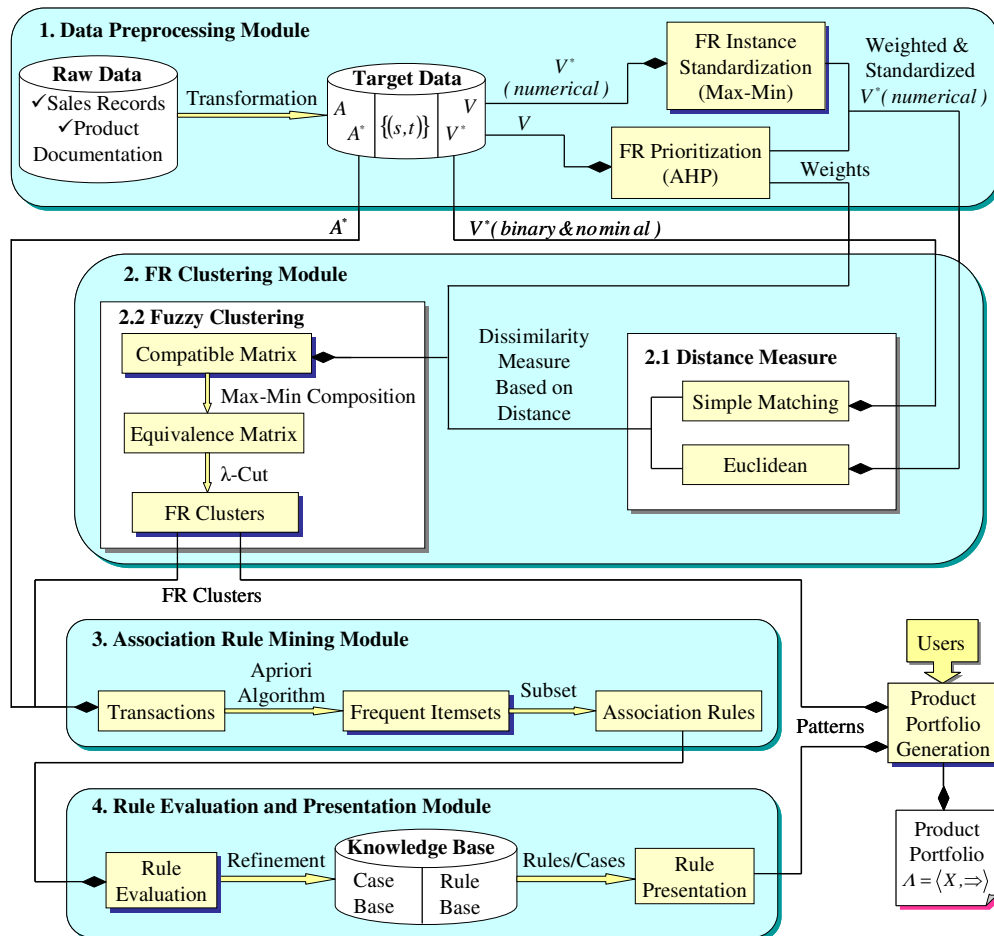 1. Data Preprocessing Module
Raw Data
✓Sales Records
✓Product
Documentation
Transformation
Target Data
A
A*
{(s,t)}
V
V*
V*
(numerical)
V
FR Instance
Standardization
(Max-Min)
FR Prioritization
(AHP)
Weighted &
Standardized
V*(numerical)
Weights
A*
V*(binary & nominal)
2. FR Clustering Module
2.2 Fuzzy Clustering
Compatible Matrix
Max-Min Composition
Equivalence Matrix
λ-Cut
FR Clusters
Dissimilarity
Measure
Based on
Distance
2.1 Distance Measure
Simple Matching
Euclidean
FR Clusters
3. Association Rule Mining Module
Transactions
Apriori
Algorithm
Frequent Itemsets
Subset
Association Rules
Users
Product
Portfolio
Generation
Patterns
4. Rule Evaluation and Presentation Module
Rule
Evaluation
Refinement
Knowledge Base
Case
Base
Rule
Base
Rules/Cases
Rule
Presentation
Product
Portfolio
Λ = ⟨X,⇒⟩